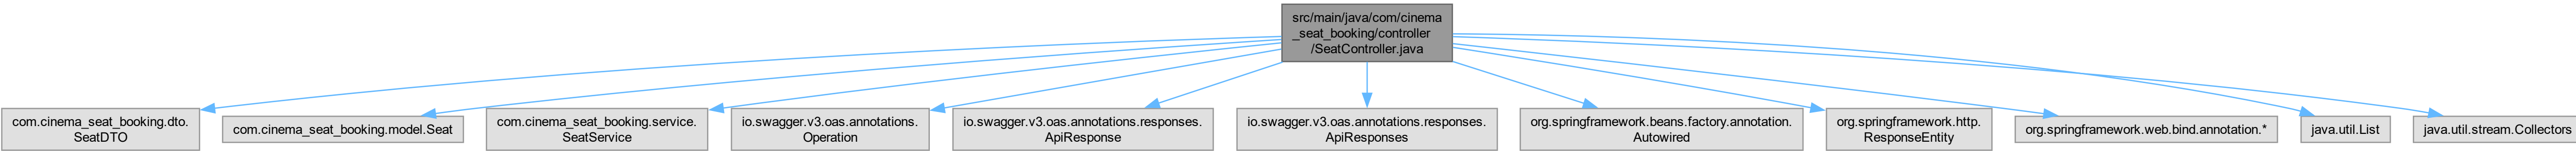 src/main/java/com/cinema
_seat_booking/controller
/SeatController.java
com.cinema_seat_booking.dto.
SeatDTO
com.cinema_seat_booking.model.Seat
com.cinema_seat_booking.service.
SeatService
io.swagger.v3.oas.annotations.
Operation
io.swagger.v3.oas.annotations.responses.
ApiResponse
io.swagger.v3.oas.annotations.responses.
ApiResponses
org.springframework.beans.factory.annotation.
Autowired
org.springframework.http.
ResponseEntity
org.springframework.web.bind.annotation.*
java.util.List
java.util.stream.Collectors